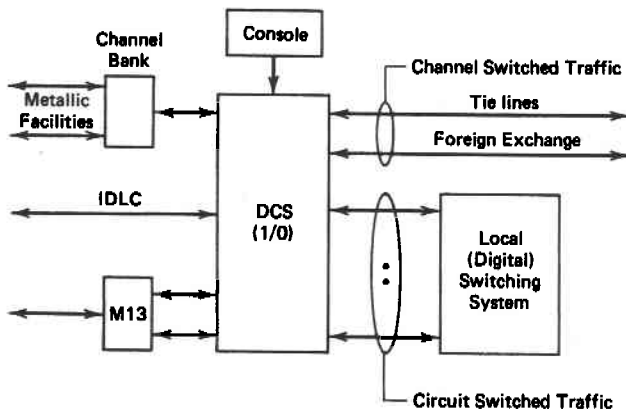 Console
Channel
Bank
Channel Switched Traffic
Metallic
Facilities
Tie lines
Foreign Exchange
IDLC
DCS
(1/0)
Local
(Digital)
Switching
System
M13
Circuit Switched Traffic